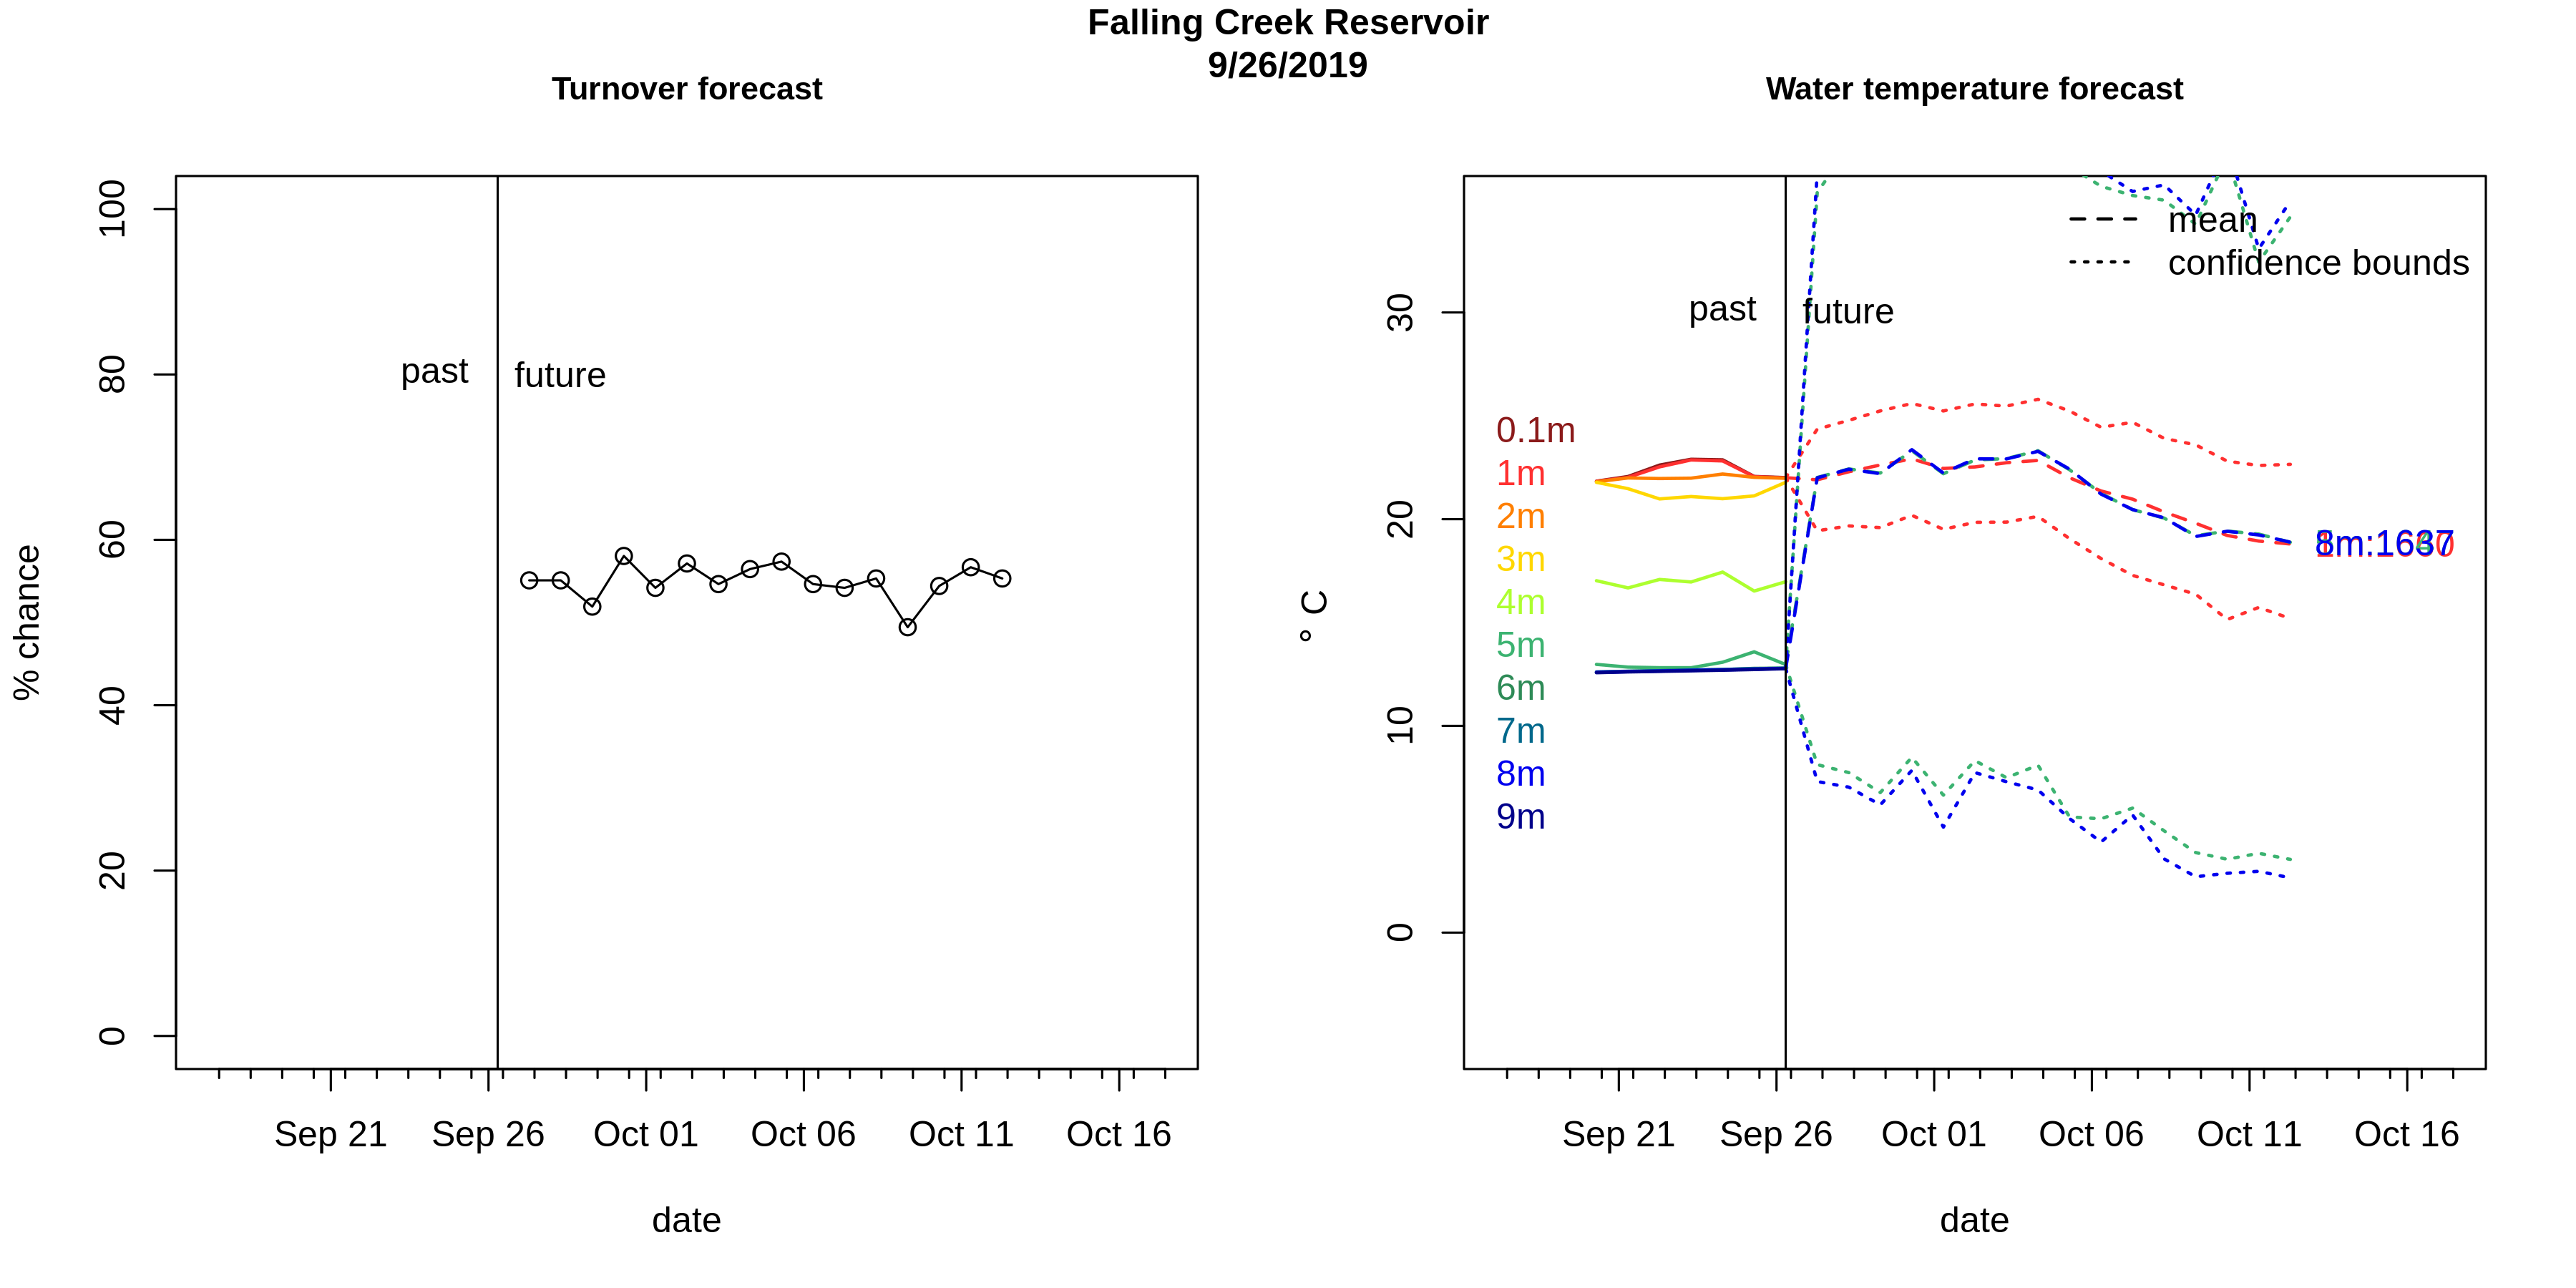 Falling Creek Reservoir
9/26/2019
Turnover forecast
% chance
100
80
60
40
20
0
past
future
Sep 21
Sep 26
Oct 01
Oct 06
Oct 11
Oct 16
date
Water temperature forecast
° C
30
20
10
0
mean
confidence bounds
past
future
0.1m
1m
2m
3m
4m
5m
6m
7m
8m
9m
Sep 21
Sep 26
Oct 01
Oct 06
Oct 11
Oct 16
date